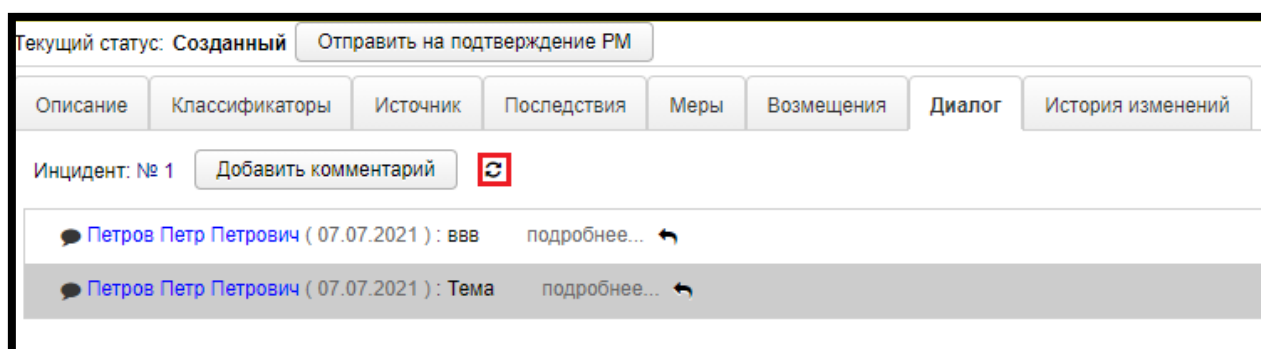 Текущий статус: Созданный Отправить на подтверждение РМ
Описание Классификаторы Источник Последствия Меры Возмещения Диалог История изменений
Инцидент: № 1 Добавить комментарий
Петров Петр Петрович ( 07.07.2021 ) : ввв подробнее...
Петров Петр Петрович ( 07.07.2021 ) : Тема подробнее...